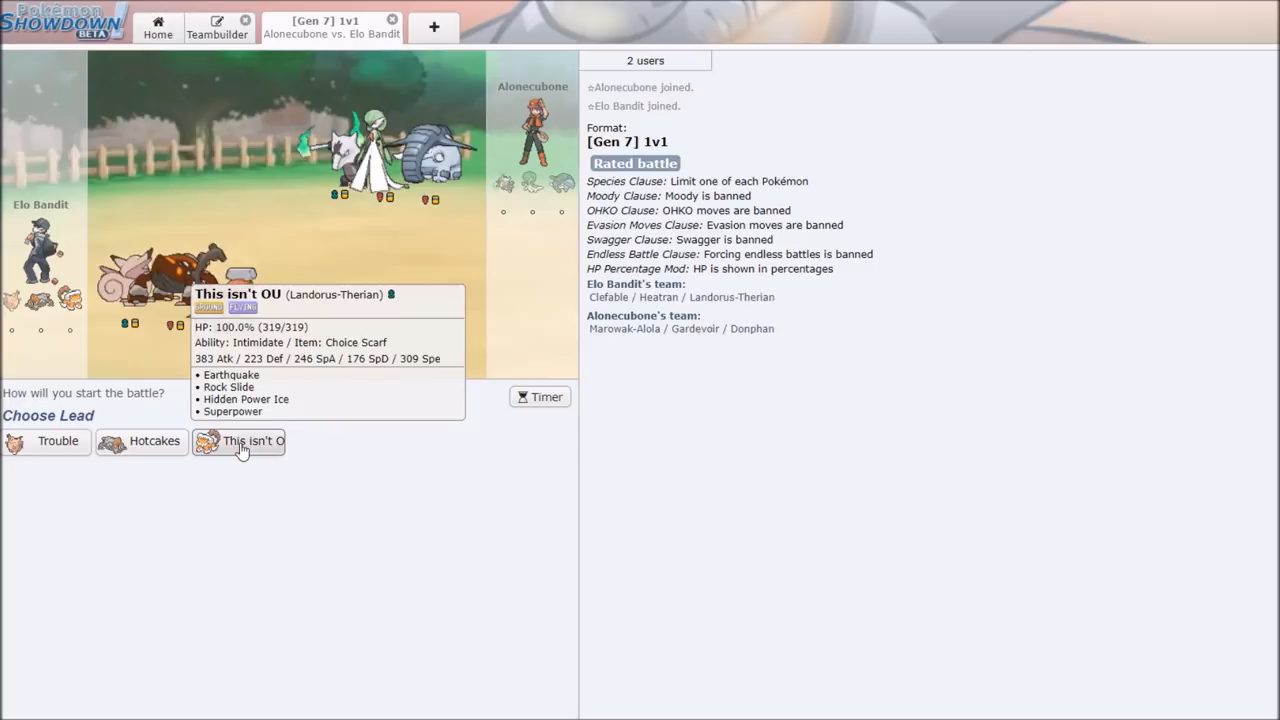 Pokémon
SHOWDOWN
BETA
Home
Teambuilder
[Gen 7] 1v1
Alonecubone vs. Elo Bandit
+
2 users
☆Alonecubone joined.
☆Elo Bandit joined.
Format:
[Gen 7] 1v1
Rated battle
Species Clause: Limit one of each Pokémon
Moody Clause: Moody is banned
OHKO Clause: OHKO moves are banned
Evasion Moves Clause: Evasion moves are banned
Swagger Clause: Swagger is banned
Endless Battle Clause: Forcing endless battles is banned
HP Percentage Mod: HP is shown in percentages
Elo Bandit's team:
Clefable / Heatran / Landorus-Therian
Alonecubone's team:
Marowak-Alola / Gardevoir / Donphan
Alonecubone
Elo Bandit
This isn't OU (Landorus-Therian)
GROUND FLYING
HP: 100.0% (319/319)
Ability: Intimidate / Item: Choice Scarf
383 Atk / 223 Def / 246 SpA / 176 SpD / 309 Spe
• Earthquake
• Rock Slide
• Hidden Power Ice
• Superpower
How will you start the battle?
Timer
Choose Lead
Trouble
Hotcakes
This isn't O